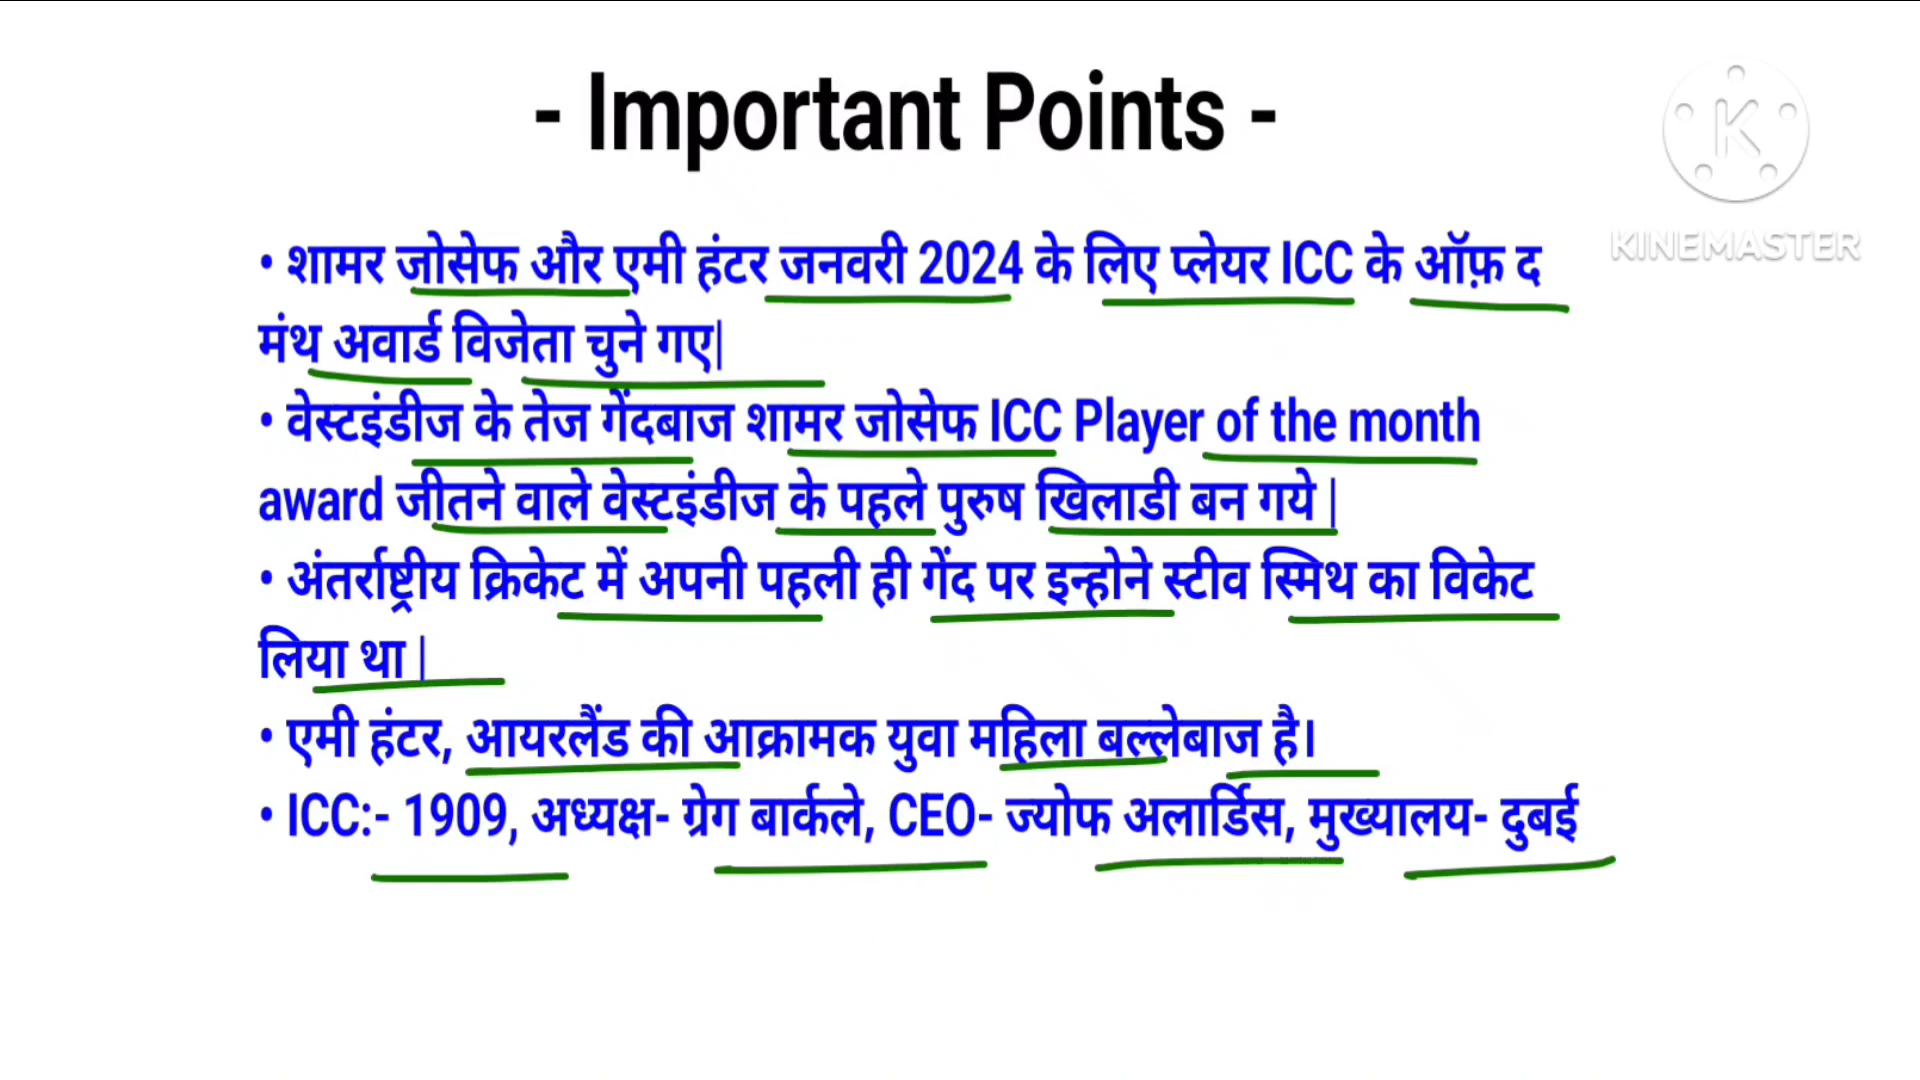 - Important Points -
K
KINEMASTER
• शामर जोसेफ और एमी हंटर जनवरी 2024 के लिए प्लेयर ICC के ऑफ़ द
मंथ अवार्ड विजेता चुने गए|
• वेस्टइंडीज के तेज गेंदबाज शामर जोसेफ ICC Player of the month
award जीतने वाले वेस्टइंडीज के पहले पुरुष खिलाडी बन गये |
• अंतर्राष्ट्रीय क्रिकेट में अपनी पहली ही गेंद पर इन्होने स्टीव स्मिथ का विकेट
लिया था |
• एमी हंटर, आयरलैंड की आक्रामक युवा महिला बल्लेबाज है।
• ICC:- 1909, अध्यक्ष- ग्रेग बार्कले, CEO- ज्योफ अलार्डिस, मुख्यालय- दुबई